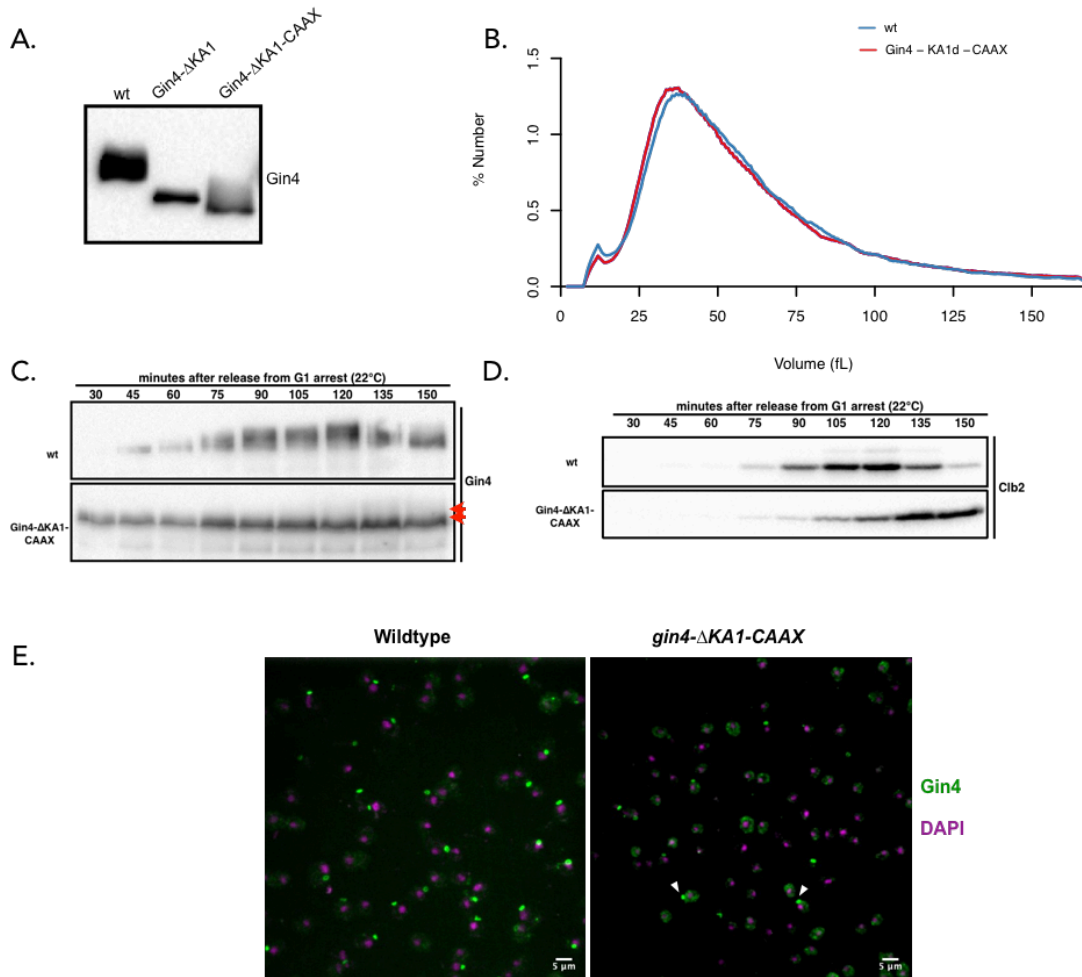 A.
wt
Gin4-ΔKA1
Gin4-ΔKA1-CAAX
Gin4
B.
wt
Gin4 – KA1d – CAAX
% Number
1.5
1.0
0.5
0.0
0 25 50 75 100 125 150
Volume (fL)
C.
minutes after release from G1 arrest (22°C)
30 45 60 75 90 105 120 135 150
wt
Gin4-ΔKA1-
CAAX
Gin4
D.
minutes after release from G1 arrest (22°C)
30 45 60 75 90 105 120 135 150
wt
Gin4-ΔKA1-
CAAX
Clb2
E.
Wildtype
gin4-ΔKA1-CAAX
Gin4
DAPI
5 µm
5 µm